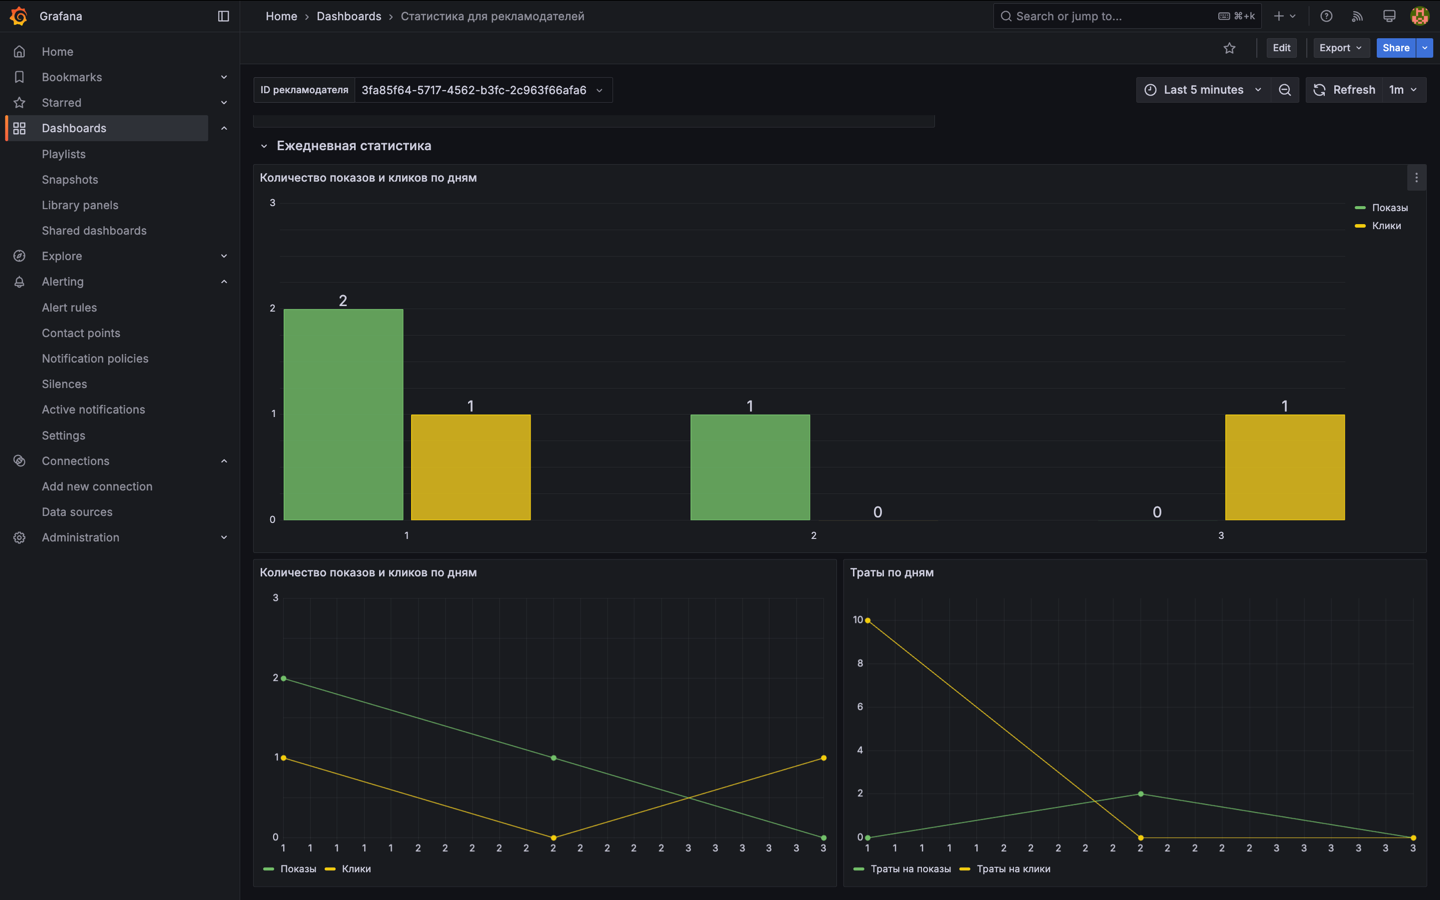 Grafana
Home
Dashboards
Статистика для рекламодателей
Search or jump to...
⌘+k
Edit
Export
Share
Home
Bookmarks
Starred
Dashboards
Playlists
Snapshots
Library panels
Shared dashboards
Explore
Alerting
Alert rules
Contact points
Notification policies
Silences
Active notifications
Settings
Connections
Add new connection
Data sources
Administration
ID рекламодателя
3fa85f64-5717-4562-b3fc-2c963f66afa6
Last 5 minutes
Refresh
1m
Ежедневная статистика
Количество показов и кликов по дням
3
2
1
0
2
1
1
0
0
1
1
2
3
Показы
Клики
Количество показов и кликов по дням
3
2
1
0
1 1 1 1 1 2 2 2 2 2 2 2 2 2 2 3 3 3 3 3 3
Показы
Клики
Траты по дням
10
8
6
4
2
0
1 1 1 1 1 2 2 2 2 2 2 2 2 2 2 3 3 3 3 3 3
Траты на показы
Траты на клики